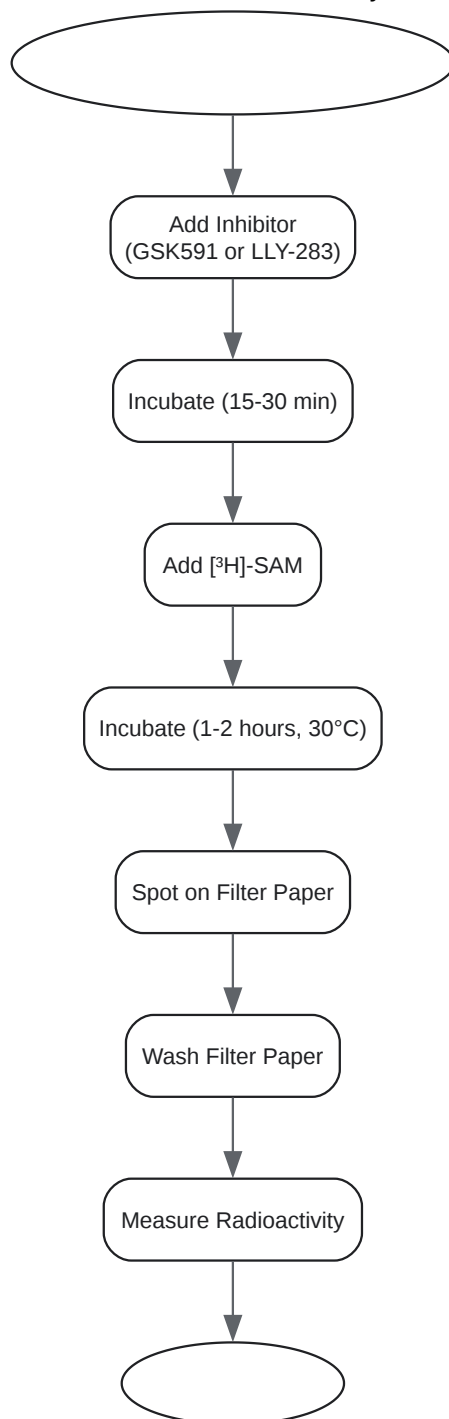 Add Inhibitor
(GSK591 or LLY-283)
Incubate (15-30 min)
Add [³H]-SAM
Incubate (1-2 hours, 30°C)
Spot on Filter Paper
Wash Filter Paper
Measure Radioactivity